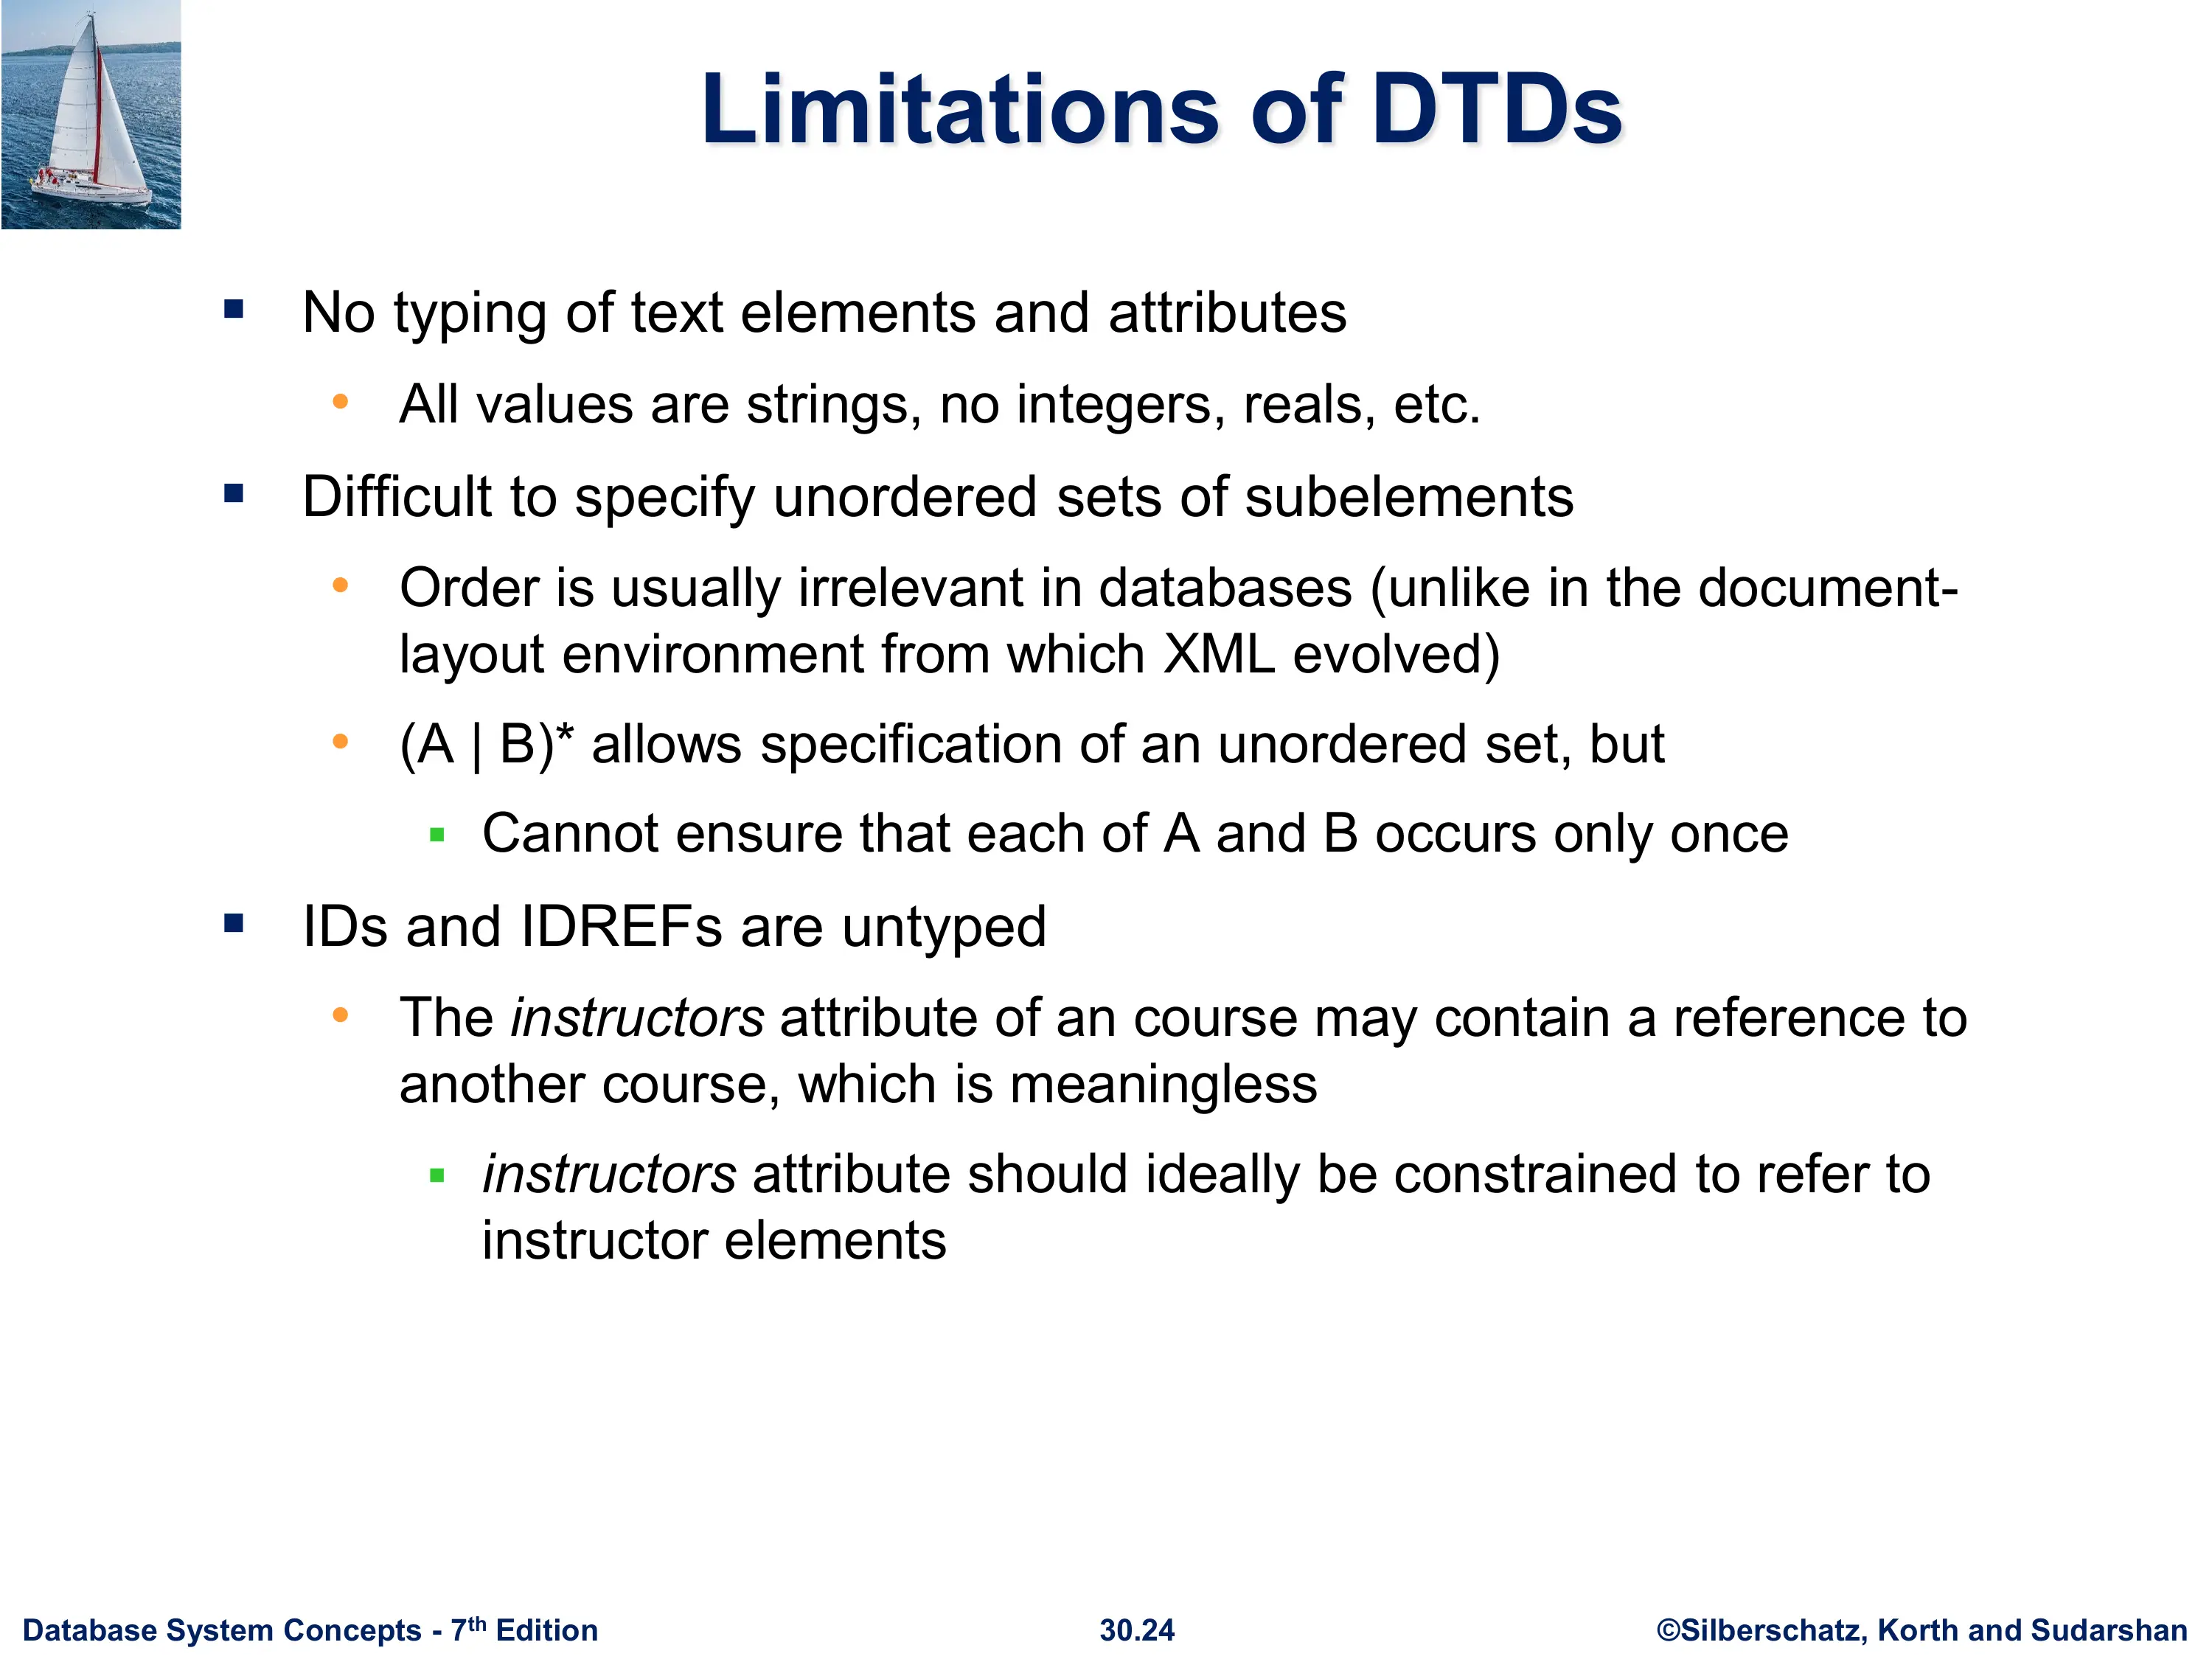 Limitations of DTDs
No typing of text elements and attributes
All values are strings, no integers, reals, etc.
Difficult to specify unordered sets of subelements
Order is usually irrelevant in databases (unlike in the document-
layout environment from which XML evolved)
(A | B)* allows specification of an unordered set, but
Cannot ensure that each of A and B occurs only once
IDs and IDREFs are untyped
The instructors attribute of an course may contain a reference to
another course, which is meaningless
instructors attribute should ideally be constrained to refer to
instructor elements
Database System Concepts - 7th Edition
30.24
©Silberschatz, Korth and Sudarshan